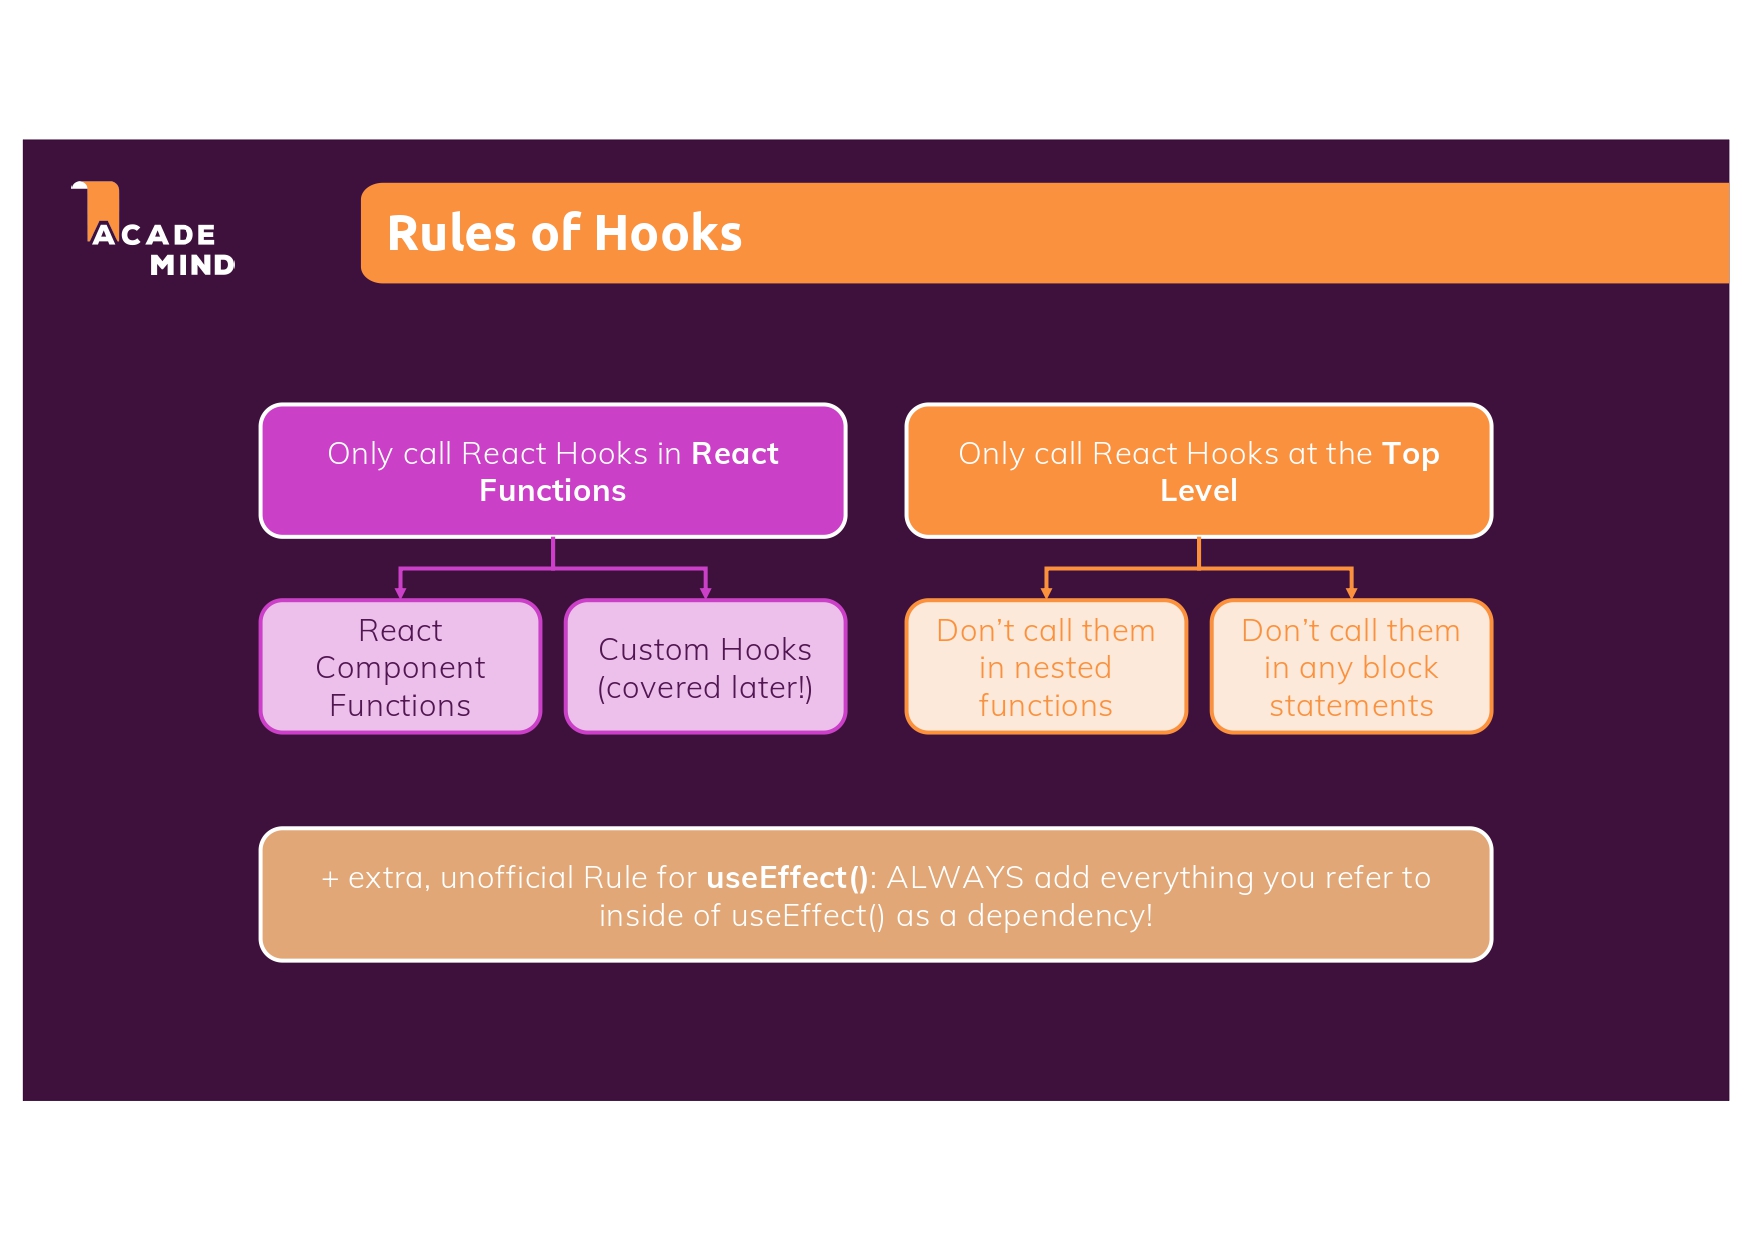 ACADE
MIND
Rules of Hooks
Only call React Hooks in React
Functions
Only call React Hooks at the Top
Level
React
Component
Functions
Custom Hooks
(covered later!)
Don’t call them
in nested
functions
Don’t call them
in any block
statements
+ extra, unofficial Rule for useEffect(): ALWAYS add everything you refer to
inside of useEffect() as a dependency!